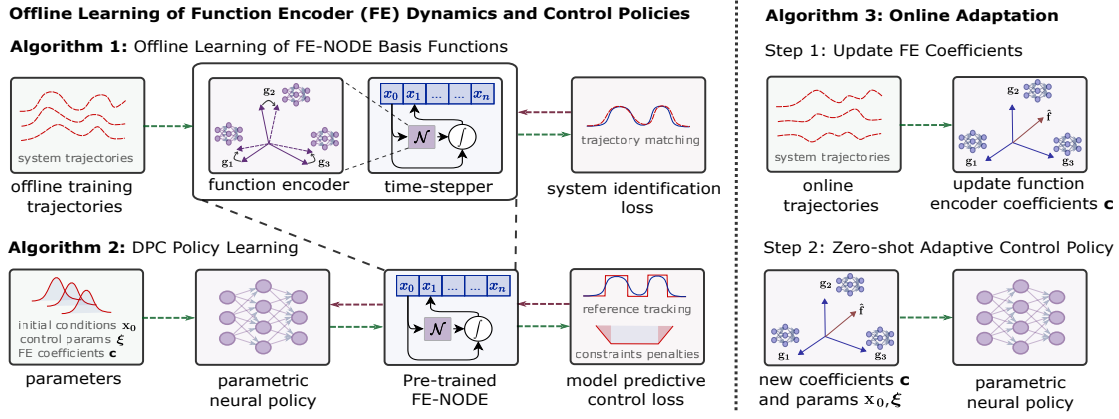 Offline Learning of Function Encoder (FE) Dynamics and Control Policies
Algorithm 1: Offline Learning of FE-NODE Basis Functions
system trajectories
offline training
trajectories
g₂
g₁
g₃
function encoder
x₀ x₁ ... ... xₙ
𝒩 ∫
time-stepper
trajectory matching
system identification
loss
Algorithm 2: DPC Policy Learning
initial conditions x₀
control params ξ
FE coefficients c
parameters
parametric
neural policy
x₀ x₁ ... ... xₙ
𝒩 ∫
Pre-trained
FE-NODE
reference tracking
constraints penalties
model predictive
control loss
Algorithm 3: Online Adaptation
Step 1: Update FE Coefficients
system trajectories
online
trajectories
g₂
f̂
g₁
g₃
update function
encoder coefficients c
Step 2: Zero-shot Adaptive Control Policy
g₂
f̂
g₁
g₃
new coefficients c
and params x₀,ξ
parametric
neural policy